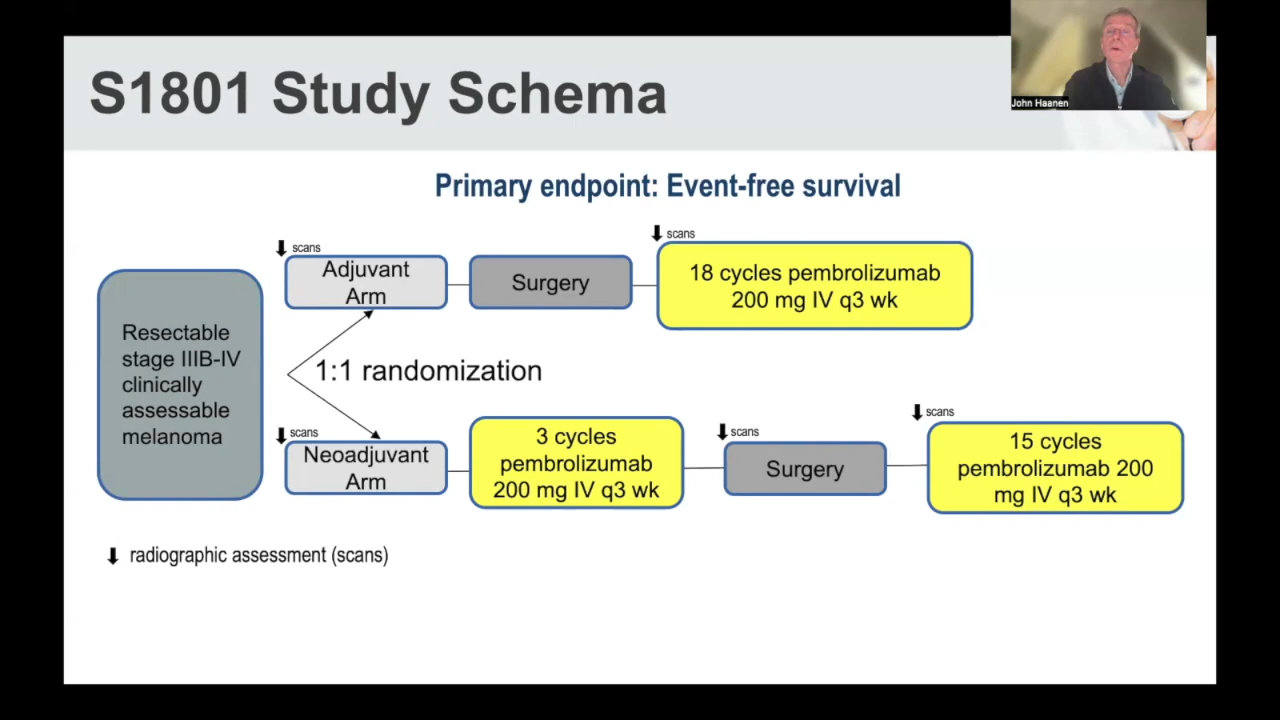 S1801 Study Schema
John Haanen
Primary endpoint: Event-free survival
scans
scans
Adjuvant
Arm
Surgery
18 cycles pembrolizumab
200 mg IV q3 wk
Resectable
stage IIIB-IV
clinically
assessable
melanoma
1:1 randomization
scans
scans
scans
Neoadjuvant
Arm
3 cycles
pembrolizumab
200 mg IV q3 wk
Surgery
15 cycles
pembrolizumab 200
mg IV q3 wk
radiographic assessment (scans)